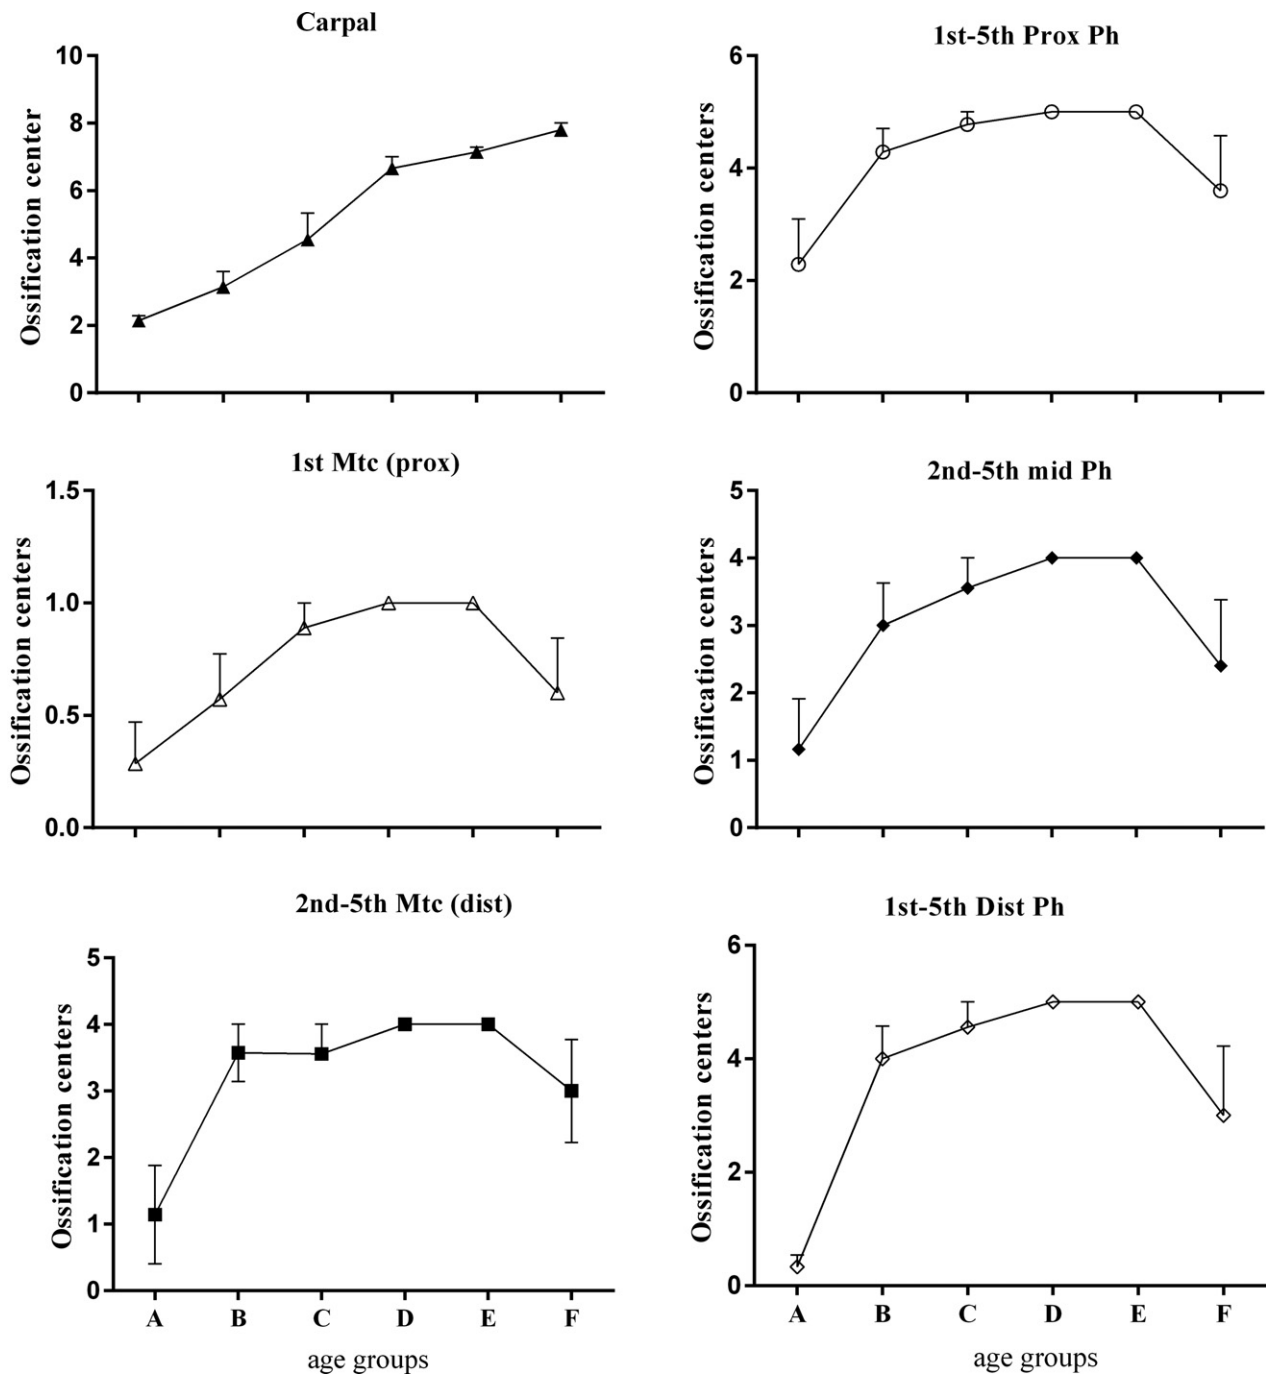 Carpal
Ossification center
10
8
6
4
2
0
1st-5th Prox Ph
Ossification centers
6
4
2
0
1st Mtc (prox)
Ossification centers
1.5
1.0
0.5
0.0
2nd-5th mid Ph
Ossification centers
5
4
3
2
1
0
2nd-5th Mtc (dist)
Ossification centers
5
4
3
2
1
0
A B C D E F
age groups
1st-5th Dist Ph
Ossification centers
6
4
2
0
A B C D E F
age groups